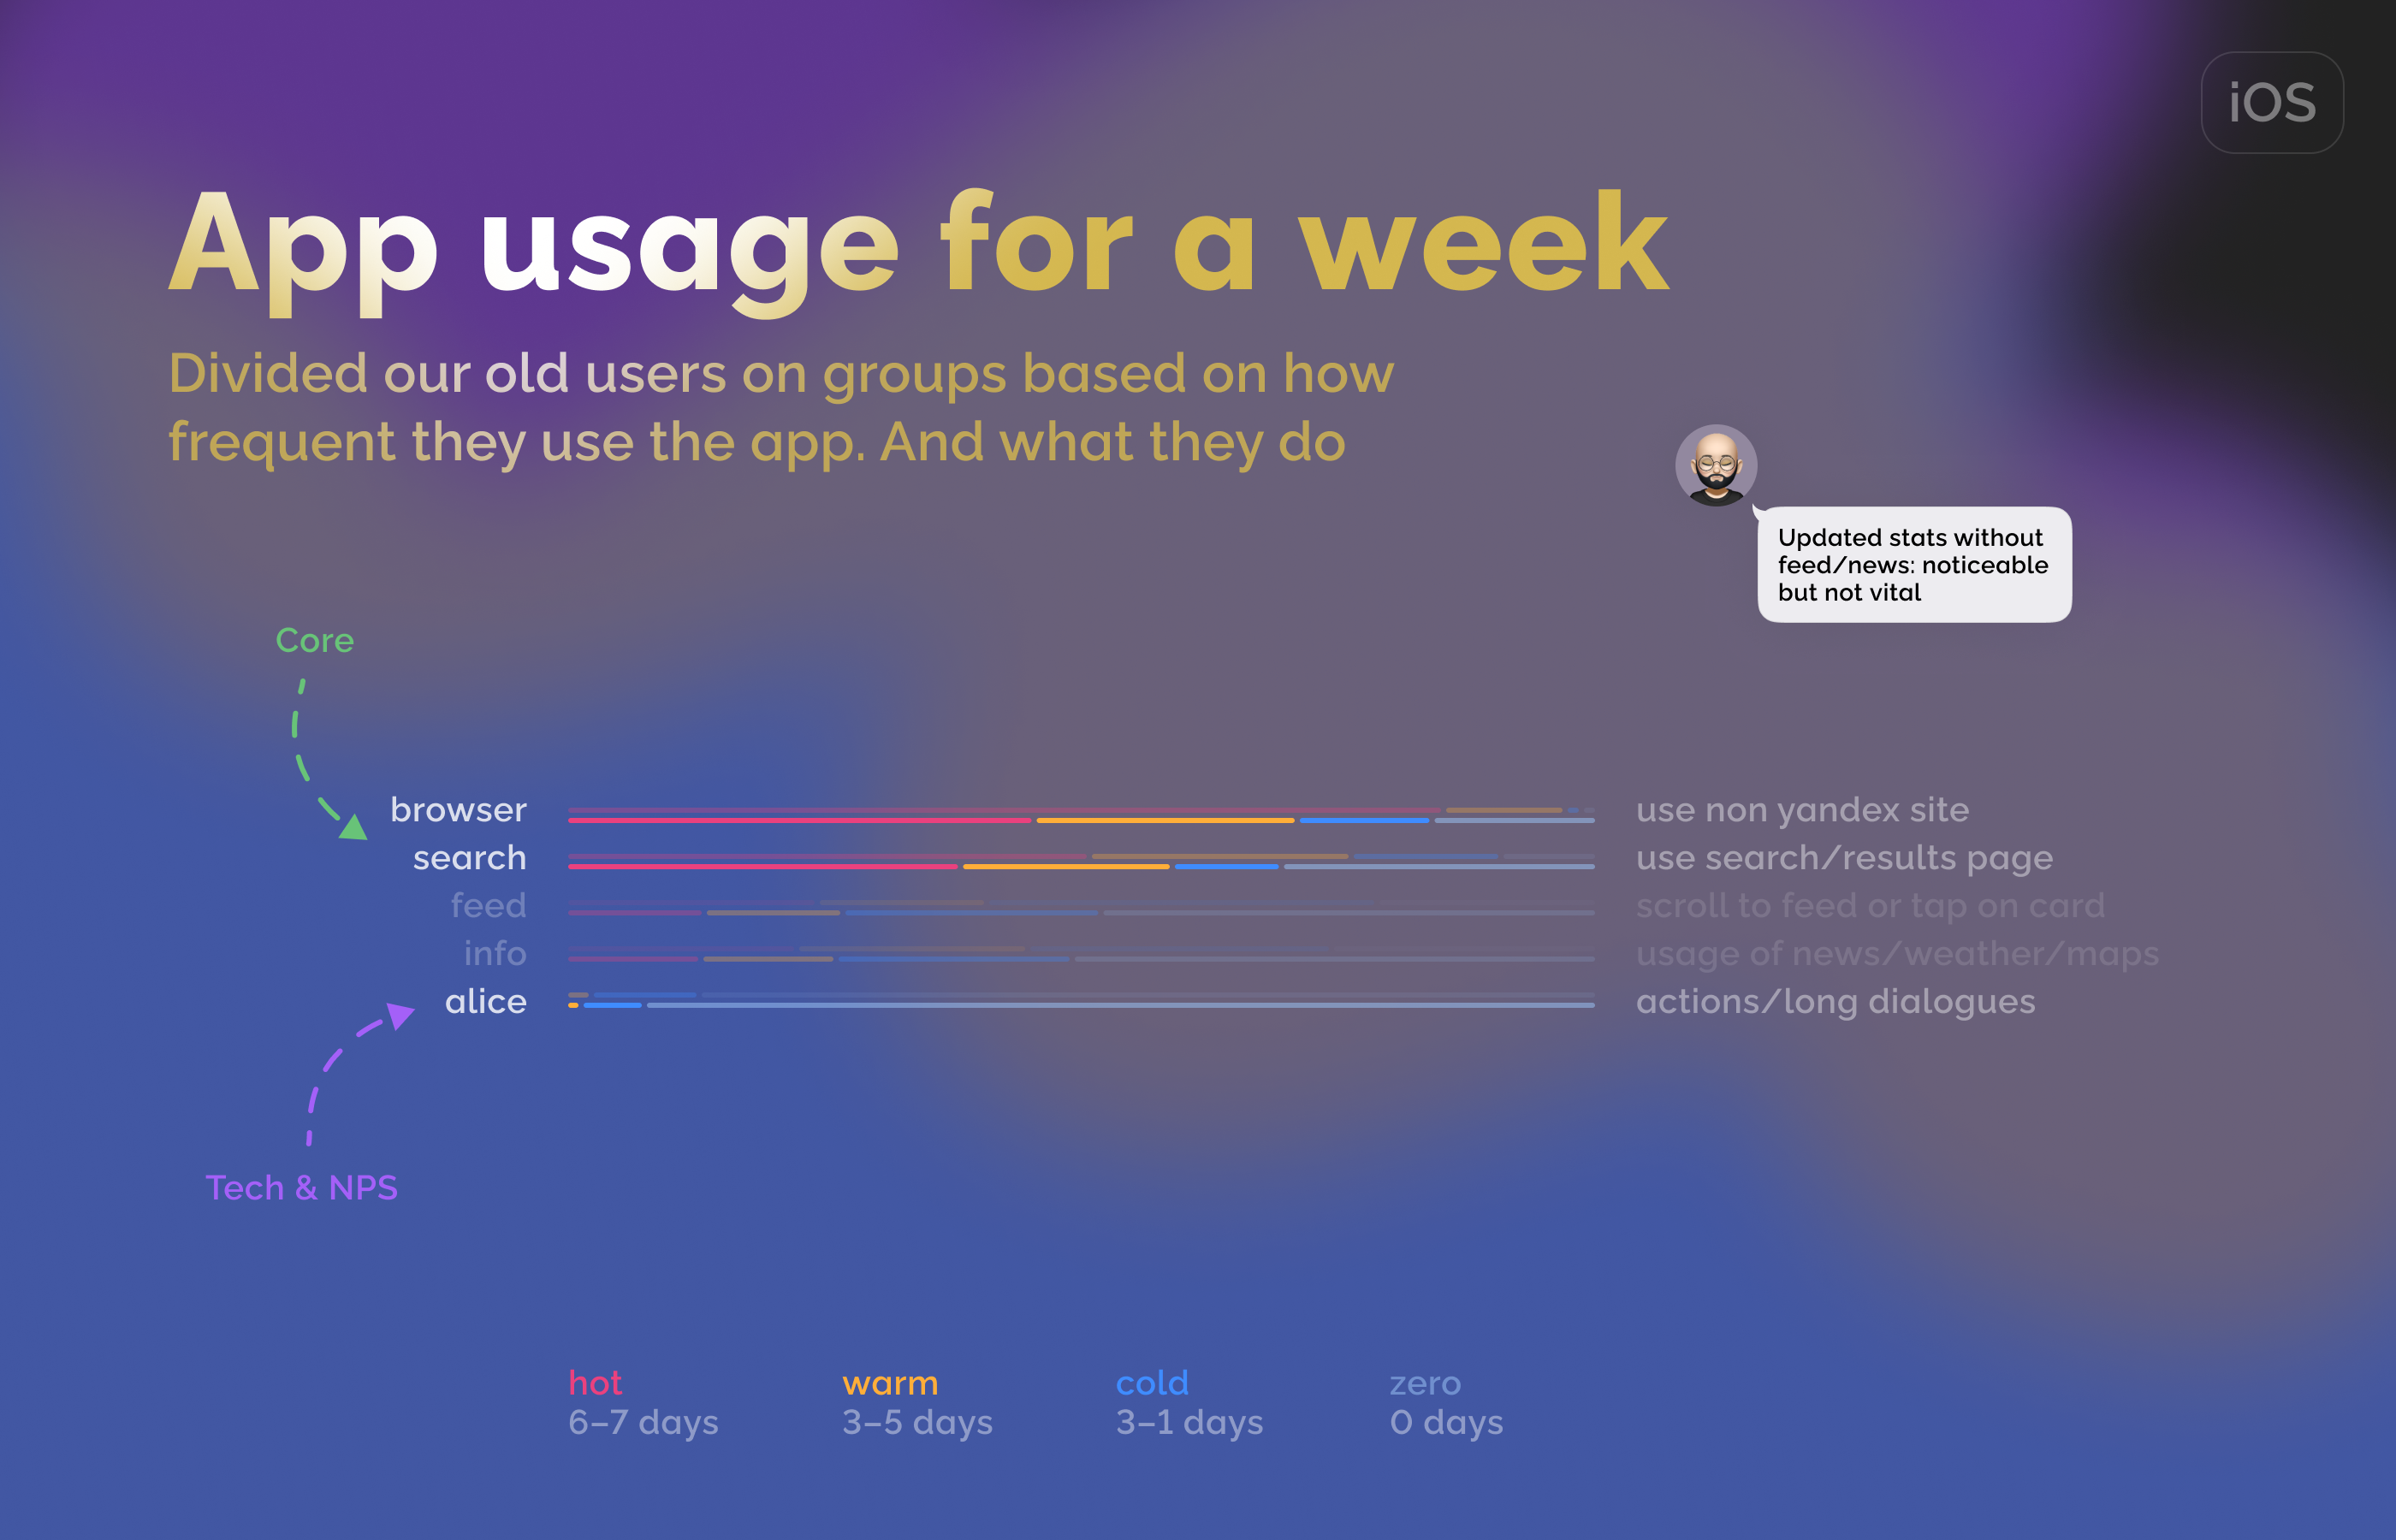 iOS
App usage for a week
Divided our old users on groups based on how
frequent they use the app. And what they do
Updated stats without
feed/news: noticeable
but not vital
Core
browser
use non yandex site
search
use search/results page
feed
scroll to feed or tap on card
info
usage of news/weather/maps
alice
actions/long dialogues
Tech & NPS
hot
6–7 days
warm
3–5 days
cold
3–1 days
zero
0 days